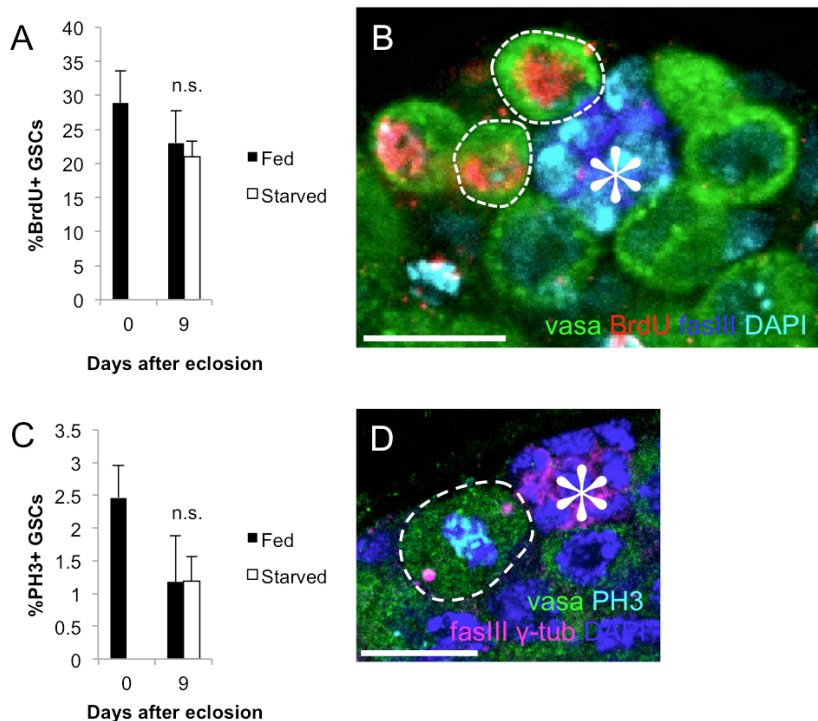 A
%BrdU+ GSCs
40
35
30
25
20
15
10
5
0
n.s.
0 9
Days after eclosion
Fed
Starved
B
*
vasa BrdU fasIII DAPI
C
%PH3+ GSCs
3.5
3
2.5
2
1.5
1
0.5
0
n.s.
0 9
Days after eclosion
Fed
Starved
D
*
vasa PH3
fasIII γ-tub DAPI